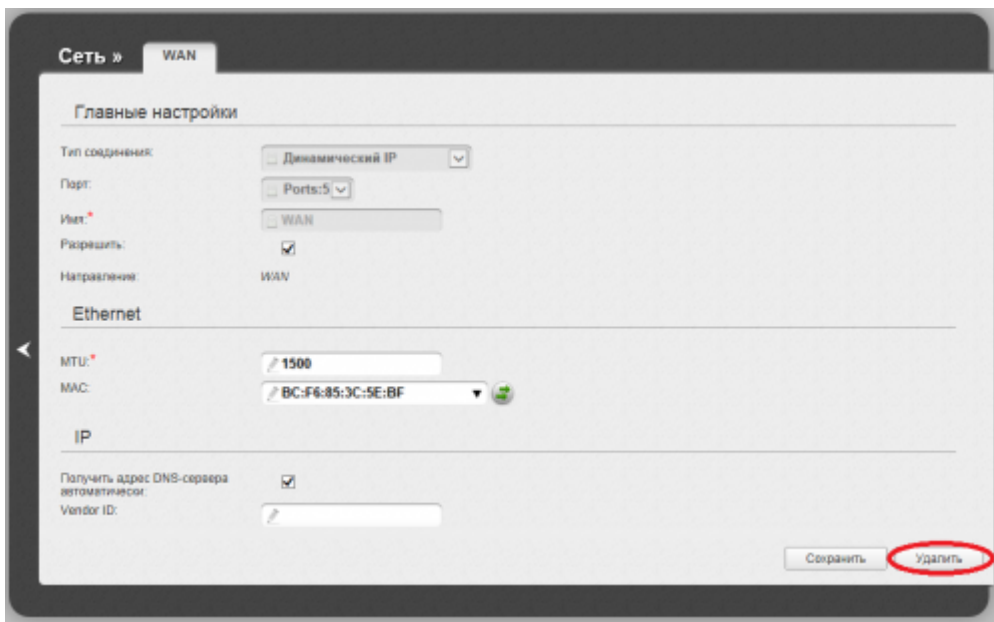 Сеть » WAN
Главные настройки
Тип соединения: Динамический IP
Порт: Ports:5
Имя:* WAN
Разрешить:
Направление: WAN
Ethernet
MTU:* 1500
MAC: BC:F6:85:3C:5E:BF
IP
Получить адрес DNS-сервера
автоматически:
Vendor ID:
Сохранить Удалить